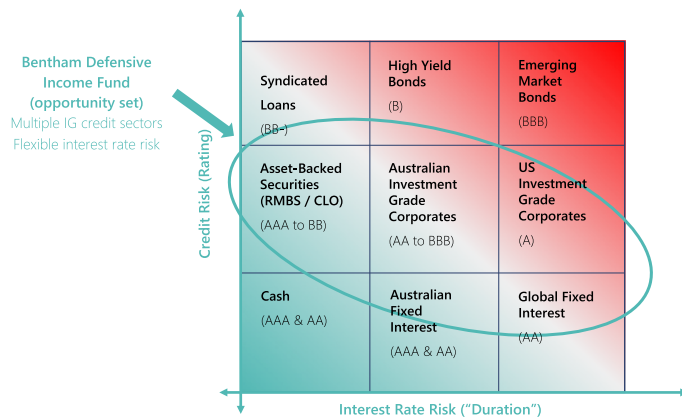 Bentham Defensive
Income Fund
(opportunity set)
Multiple IG credit sectors
Flexible interest rate risk
Credit Risk (Rating)
Syndicated
Loans
(BB-)
High Yield
Bonds
(B)
Emerging
Market
Bonds
(BBB)
Asset-Backed
Securities
(RMBS / CLO)
(AAA to BB)
Australian
Investment
Grade
Corporates
(AA to BBB)
US
Investment
Grade
Corporates
(A)
Cash
(AAA & AA)
Australian
Fixed
Interest
(AAA & AA)
Global Fixed
Interest
(AA)
Interest Rate Risk (“Duration”)